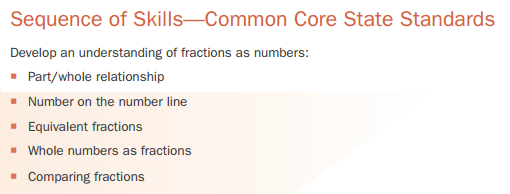 Sequence of Skills—Common Core State Standards
Develop an understanding of fractions as numbers:
▪ Part/whole relationship
▪ Number on the number line
▪ Equivalent fractions
▪ Whole numbers as fractions
▪ Comparing fractions